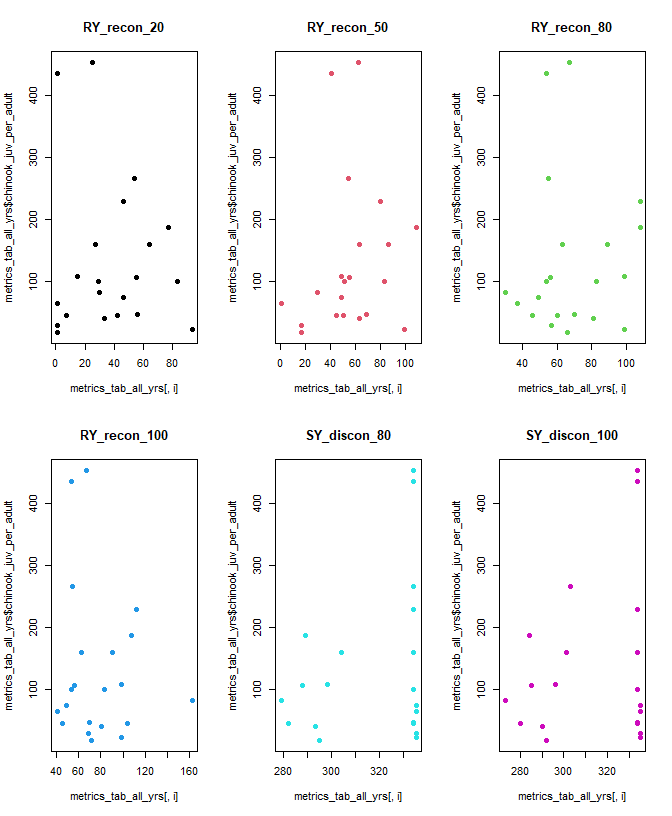 RY_recon_20
RY_recon_50
RY_recon_80
metrics_tab_all_yrs$chinook_juv_per_adult
400
300
200
100
0 20 40 60 80
metrics_tab_all_yrs[, i]
metrics_tab_all_yrs$chinook_juv_per_adult
400
300
200
100
0 20 40 60 80 100
metrics_tab_all_yrs[, i]
metrics_tab_all_yrs$chinook_juv_per_adult
400
300
200
100
40 60 80 100
metrics_tab_all_yrs[, i]
RY_recon_100
SY_discon_80
SY_discon_100
metrics_tab_all_yrs$chinook_juv_per_adult
400
300
200
100
40 60 80 120 160
metrics_tab_all_yrs[, i]
metrics_tab_all_yrs$chinook_juv_per_adult
400
300
200
100
280 300 320
metrics_tab_all_yrs[, i]
metrics_tab_all_yrs$chinook_juv_per_adult
400
300
200
100
280 300 320
metrics_tab_all_yrs[, i]